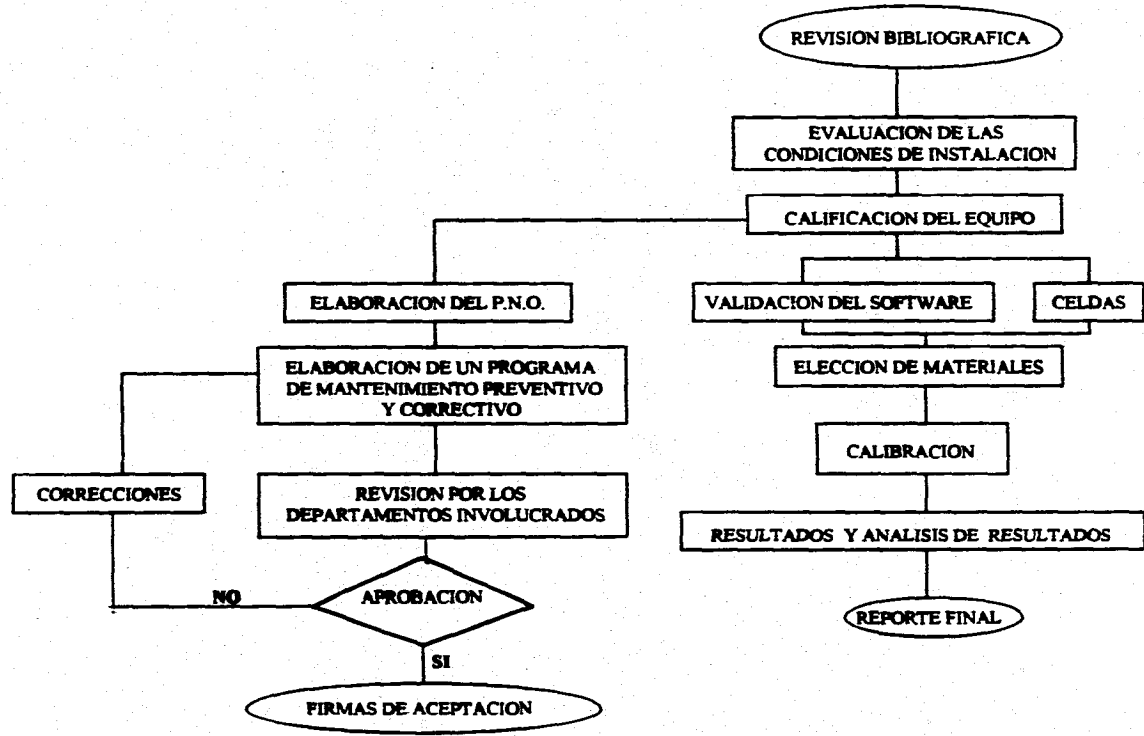 REVISION BIBLIOGRAFICA
EVALUACION DE LAS
CONDICIONES DE INSTALACION
CALIFICACION DEL EQUIPO
ELABORACION DEL P.N.O.
VALIDACION DEL SOFTWARE
CELDAS
ELABORACION DE UN PROGRAMA
DE MANTENIMIENTO PREVENTIVO
Y CORRECTIVO
ELECCION DE MATERIALES
CALIBRACION
CORRECCIONES
REVISION POR LOS
DEPARTAMENTOS INVOLUCRADOS
RESULTADOS Y ANALISIS DE RESULTADOS
NO
APROBACION
REPORTE FINAL
SI
FIRMAS DE ACEPTACION